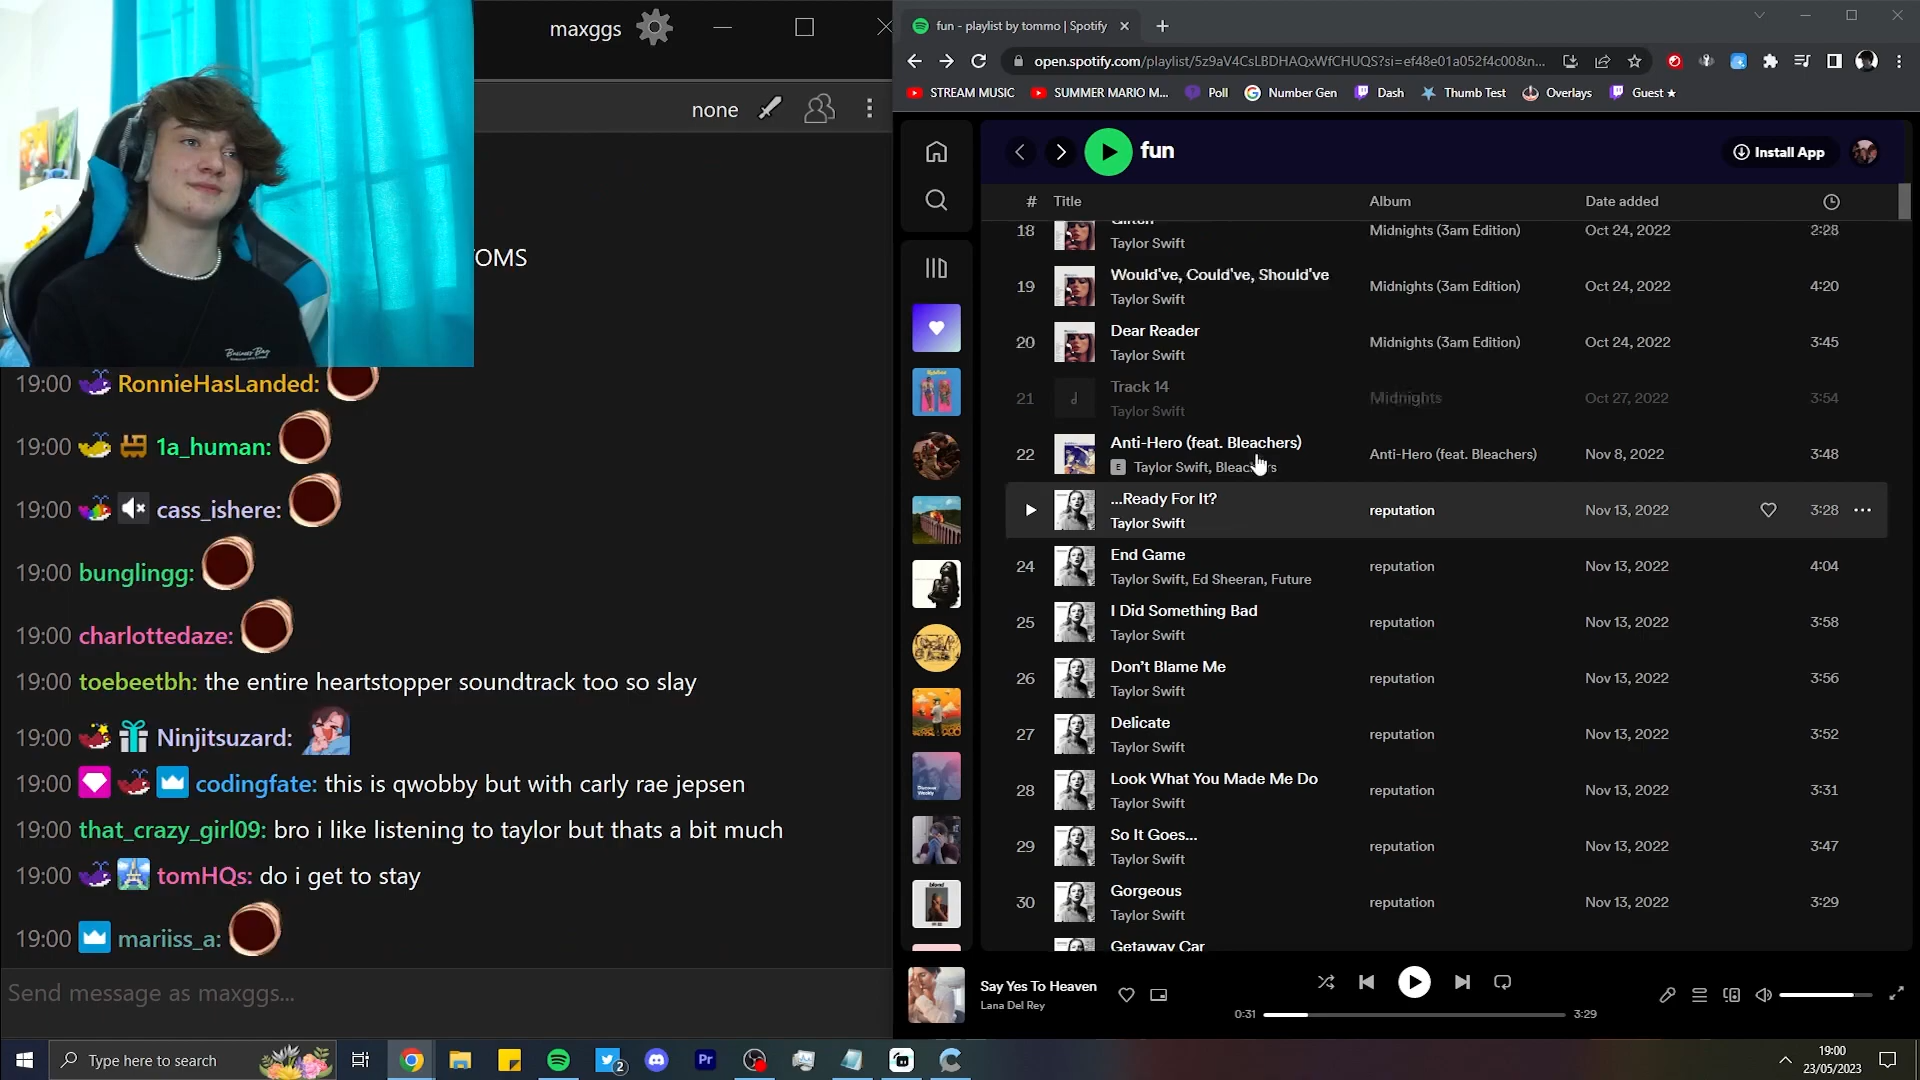 maxggs
none
OMS
Business Bay
19:00 RonnieHasLanded:
19:00 1a_human:
19:00 cass_ishere:
19:00 bunglingg:
19:00 charlottedaze:
19:00 toebeetbh: the entire heartstopper soundtrack too so slay
19:00 Ninjitsuzard:
19:00 codingfate: this is qwobby but with carly rae jepsen
19:00 that_crazy_girl09: bro i like listening to taylor but thats a bit much
19:00 tomHQs: do i get to stay
19:00 mariiss_a:
Send message as maxggs...
fun - playlist by tommo | Spotify
open.spotify.com/playlist/5z9aV4CsLBDHAQxWfCHUQS?si=ef48e01a052f4c00&n...
STREAM MUSIC SUMMER MARIO M... Poll Number Gen Dash Thumb Test Overlays Guest ★
fun
Install App
# Title Album Date added
18 Midnights (3am Edition) Oct 24, 2022 2:28
Taylor Swift
Would've, Could've, Should've
19 Midnights (3am Edition) Oct 24, 2022 4:20
Taylor Swift
Dear Reader
20 Midnights (3am Edition) Oct 24, 2022 3:45
Taylor Swift
Track 14
21 Midnights Oct 27, 2022 3:54
Taylor Swift
Anti-Hero (feat. Bleachers)
22 Anti-Hero (feat. Bleachers) Nov 8, 2022 3:48
E Taylor Swift, Bleachers
...Ready For It?
reputation Nov 13, 2022 3:28
Taylor Swift
End Game
24 reputation Nov 13, 2022 4:04
Taylor Swift, Ed Sheeran, Future
I Did Something Bad
25 reputation Nov 13, 2022 3:58
Taylor Swift
Don't Blame Me
26 reputation Nov 13, 2022 3:56
Taylor Swift
Delicate
27 reputation Nov 13, 2022 3:52
Taylor Swift
Look What You Made Me Do
28 reputation Nov 13, 2022 3:31
Taylor Swift
So It Goes...
29 reputation Nov 13, 2022 3:47
Taylor Swift
Gorgeous
30 reputation Nov 13, 2022 3:29
Taylor Swift
Getaway Car
Discover Weekly
blond
Say Yes To Heaven
Lana Del Rey
0:31 3:29
Type here to search
2
Pr
19:00
23/05/2023